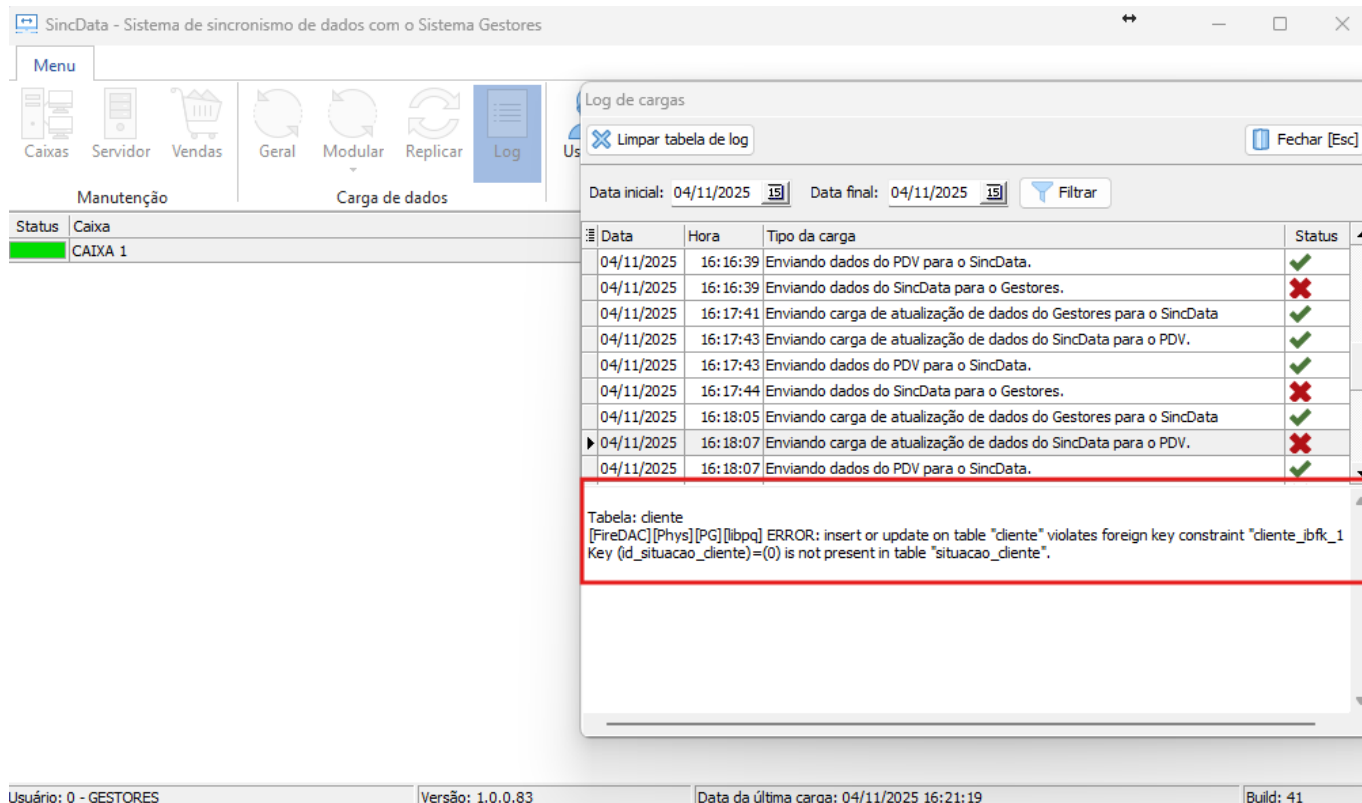 SincData - Sistema de sincronismo de dados com o Sistema Gestores
Menu
Caixas Servidor Vendas Geral Modular Replicar Log Us
Manutenção Carga de dados
Status Caixa
CAIXA 1
Log de cargas
Limpar tabela de log Fechar [Esc]
Data inicial: 04/11/2025 15 Data final: 04/11/2025 15 Filtrar
Data Hora Tipo da carga Status
04/11/2025 16:16:39 Enviando dados do PDV para o SincData.
04/11/2025 16:16:39 Enviando dados do SincData para o Gestores.
04/11/2025 16:17:41 Enviando carga de atualização de dados do Gestores para o SincData
04/11/2025 16:17:43 Enviando carga de atualização de dados do SincData para o PDV.
04/11/2025 16:17:43 Enviando dados do PDV para o SincData.
04/11/2025 16:17:44 Enviando dados do SincData para o Gestores.
04/11/2025 16:18:05 Enviando carga de atualização de dados do Gestores para o SincData
04/11/2025 16:18:07 Enviando carga de atualização de dados do SincData para o PDV.
04/11/2025 16:18:07 Enviando dados do PDV para o SincData.
Tabela: cliente
[FireDAC][Phys][PG][libpq] ERROR: insert or update on table "cliente" violates foreign key constraint "cliente_ibfk_1
Key (id_situacao_cliente)=(0) is not present in table "situacao_cliente".
Usuário: 0 - GESTORES Versão: 1.0.0.83 Data da última carga: 04/11/2025 16:21:19 Build: 41